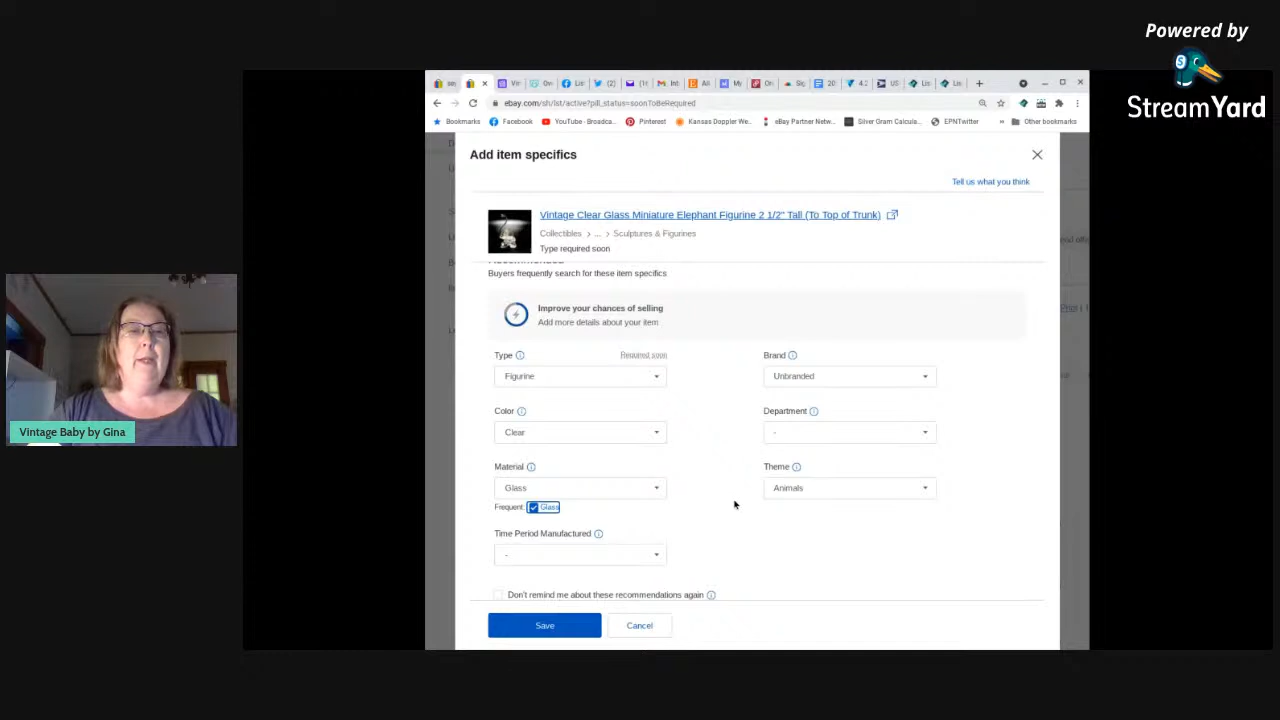 Powered by
StreamYard
ebay.com/sh/lst/active?pill_status=soonToBeRequired
Bookmarks Facebook YouTube - Broadca... Pinterest Kansas Doppler We... eBay Partner Netw... Silver Gram Calcula... EPNTwitter » Other bookmarks
Add item specifics
Tell us what you think
Vintage Clear Glass Miniature Elephant Figurine 2 1/2" Tall (To Top of Trunk)
Collectibles > ... > Sculptures & Figurines
Type required soon
Buyers frequently search for these item specifics
Improve your chances of selling
Add more details about your item
Type Required soon Brand
Figurine Unbranded
Color Department
Clear -
Material Theme
Glass Animals
Frequent: Glass
Time Period Manufactured
-
Don't remind me about these recommendations again
Save Cancel
Vintage Baby by Gina